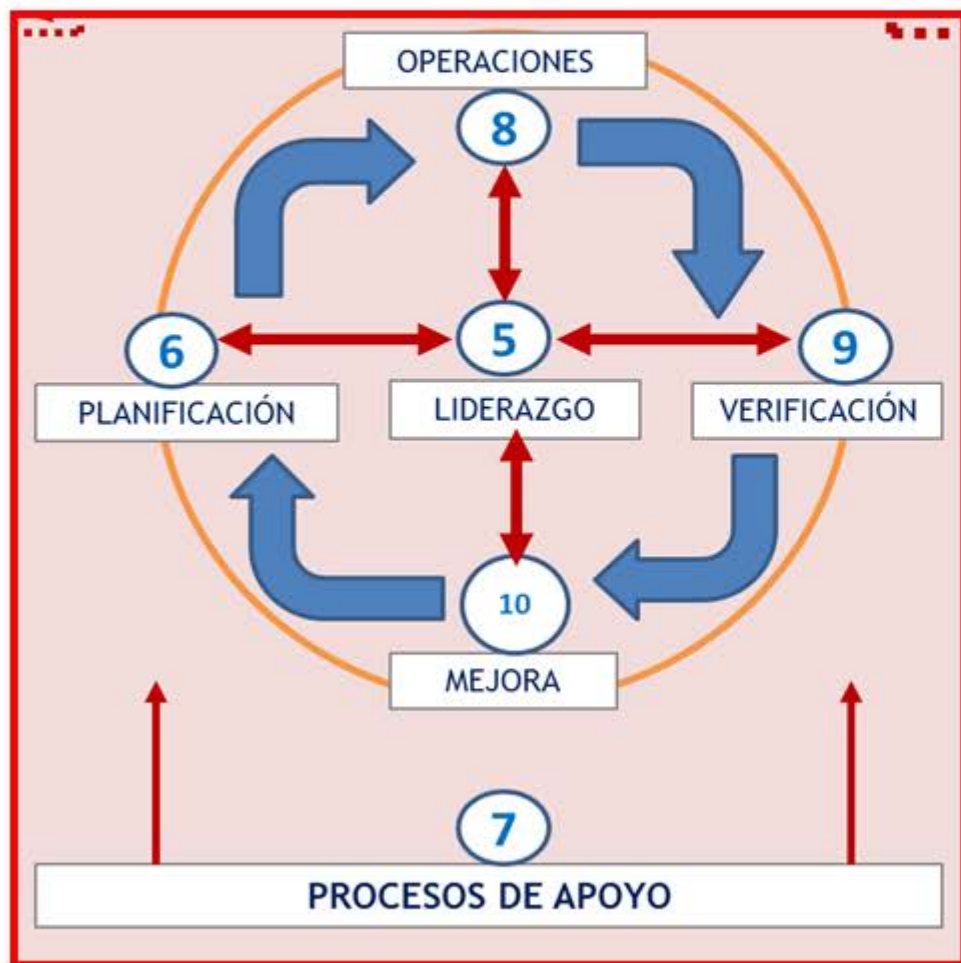 OPERACIONES
8
6
5
9
PLANIFICACIÓN
LIDERAZGO
VERIFICACIÓN
10
MEJORA
7
PROCESOS DE APOYO